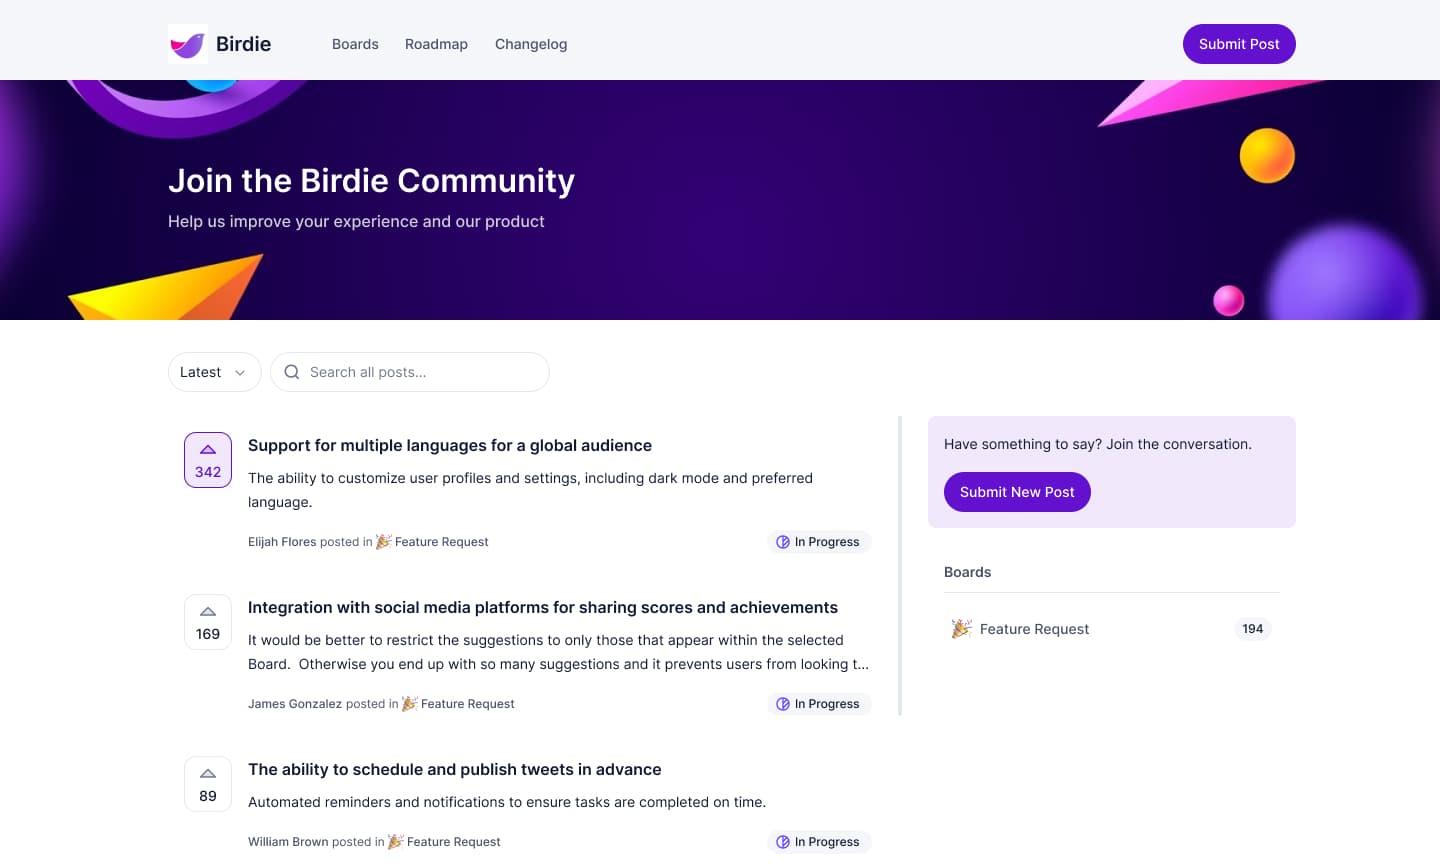 Birdie
Boards
Roadmap
Changelog
Submit Post
Join the Birdie Community
Help us improve your experience and our product
Latest
Search all posts...
342
Support for multiple languages for a global audience
The ability to customize user profiles and settings, including dark mode and preferred
language.
Elijah Flores posted in Feature Request
In Progress
169
Integration with social media platforms for sharing scores and achievements
It would be better to restrict the suggestions to only those that appear within the selected
Board.  Otherwise you end up with so many suggestions and it prevents users from looking t...
James Gonzalez posted in Feature Request
In Progress
89
The ability to schedule and publish tweets in advance
Automated reminders and notifications to ensure tasks are completed on time.
William Brown posted in Feature Request
In Progress
Have something to say? Join the conversation.
Submit New Post
Boards
Feature Request
194